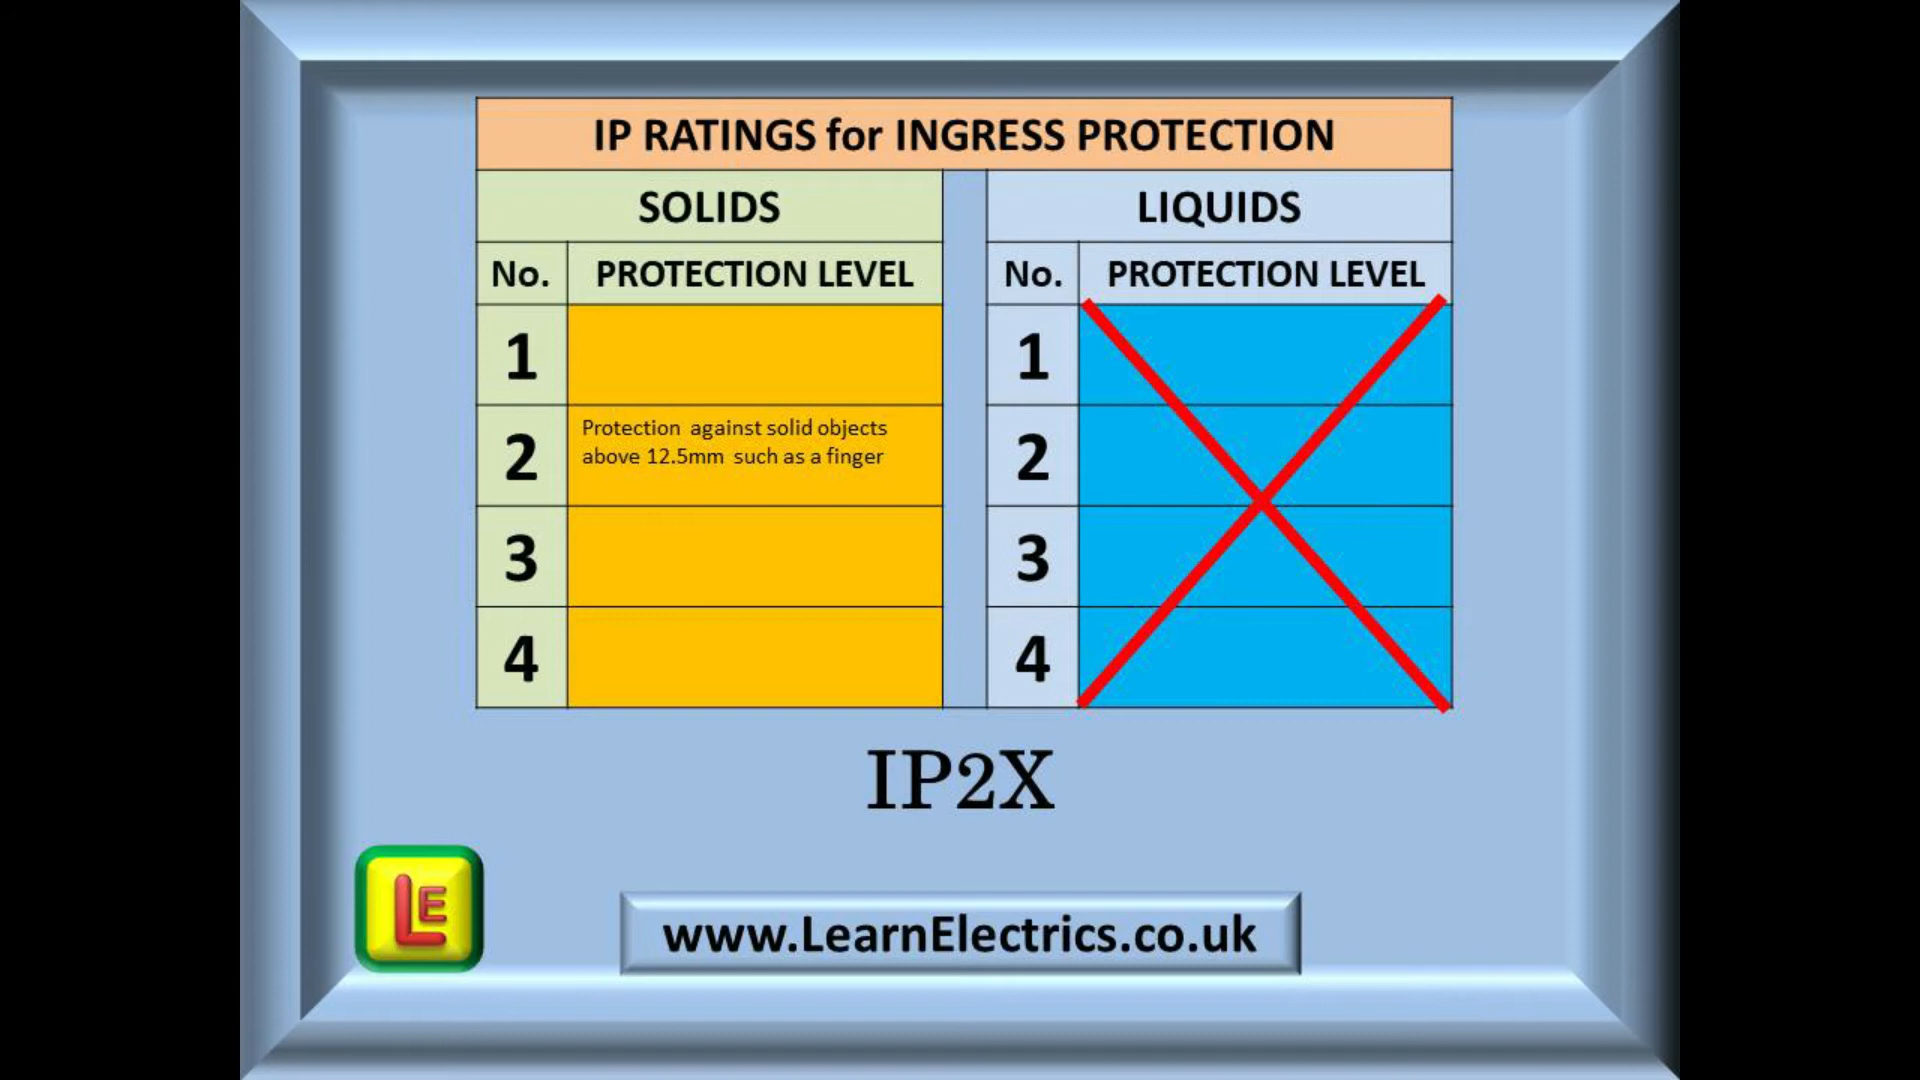 IP RATINGS for INGRESS PROTECTION
SOLIDS
LIQUIDS
No. PROTECTION LEVEL
No. PROTECTION LEVEL
1
2 Protection against solid objects
above 12.5mm such as a finger
3
4
1
2
3
4
IP2X
LE
www.LearnElectrics.co.uk